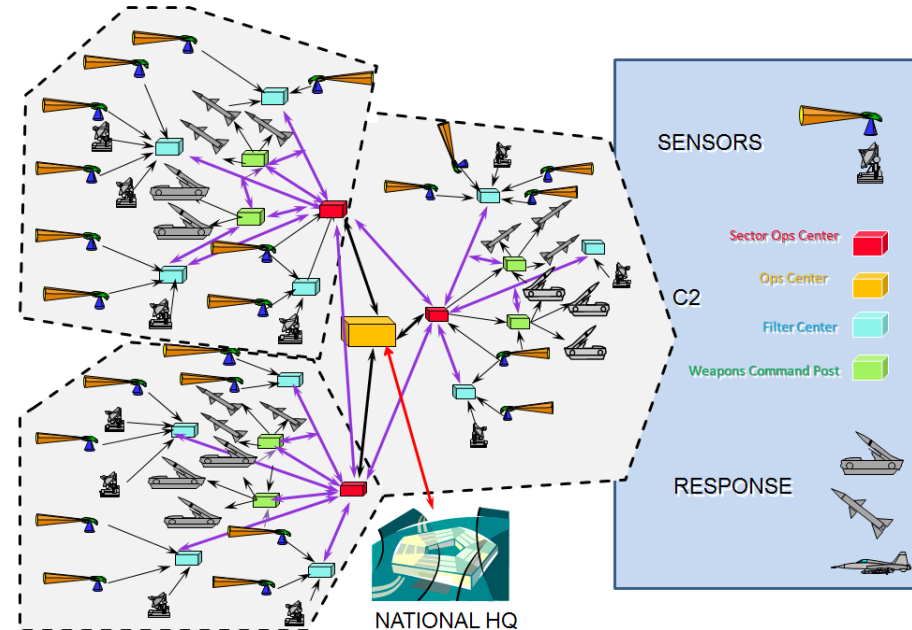 SENSORS
Sector Ops Center
C2
Ops Center
Filter Center
Weapons Command Post
RESPONSE
NATIONAL HQ